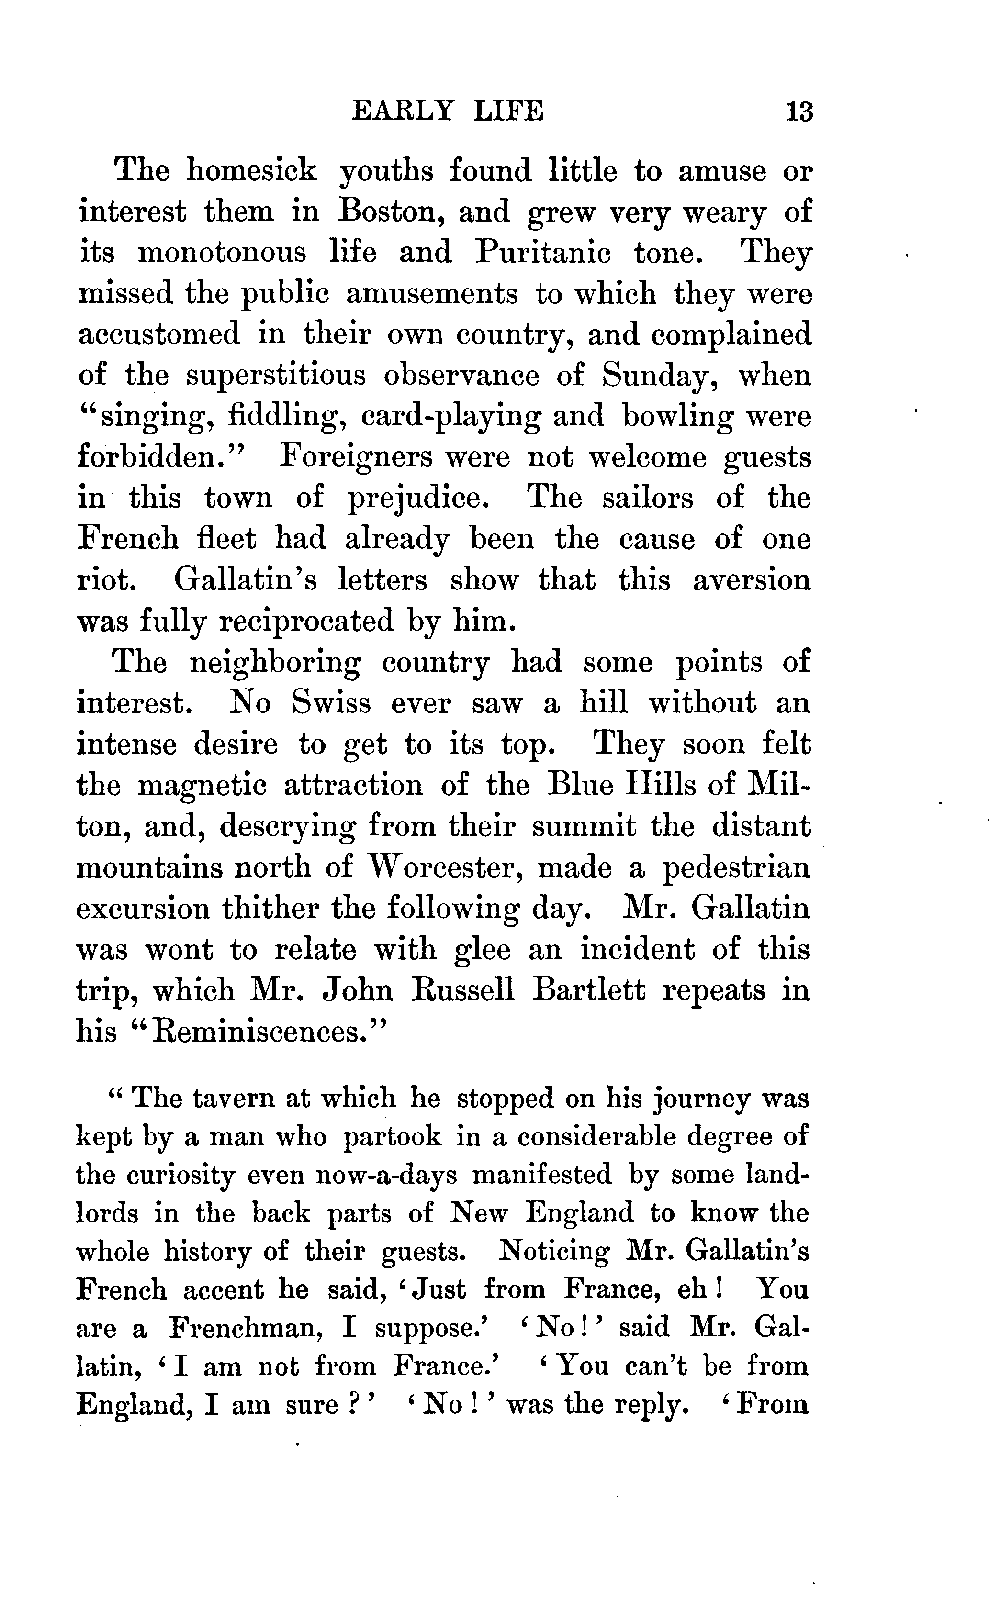 EARLY LIFE 13
The homesick youths found little to amuse or
interest them in Boston, and grew very weary of
its monotonous life and Puritanic tone. They
missed the public amusements to which they were
accustomed in their own country, and complained
of the superstitious observance of Sunday, when
“singing, fiddling, card-playing and bowling were
forbidden.” Foreigners were not welcome guests
in this town of prejudice. The sailors of the
French fleet had already been the cause of one
riot. Gallatin’s letters show that this aversion
was fully reciprocated by him.
The neighboring country had some points of
interest. No Swiss ever saw a hill without an
intense desire to get to its top. They soon felt
the magnetic attraction of the Blue Hills of Mil-
ton, and, descrying from their summit the distant
mountains north of Worcester, made a pedestrian
excursion thither the following day. Mr. Gallatin
was wont to relate with glee an incident of this
trip, which Mr. John Russell Bartlett repeats in
his “Reminiscences.”
“The tavern at which he stopped on his journey was
kept by a man who partook in a considerable degree of
the curiosity even now-a-days manifested by some land-
lords in the back parts of New England to know the
whole history of their guests. Noticing Mr. Gallatin’s
French accent he said, ‘Just from France, eh! You
are a Frenchman, I suppose.’ ‘No!’ said Mr. Gal-
latin, ‘I am not from France.’ ‘You can’t be from
England, I am sure?’ ‘No!’ was the reply. ‘From